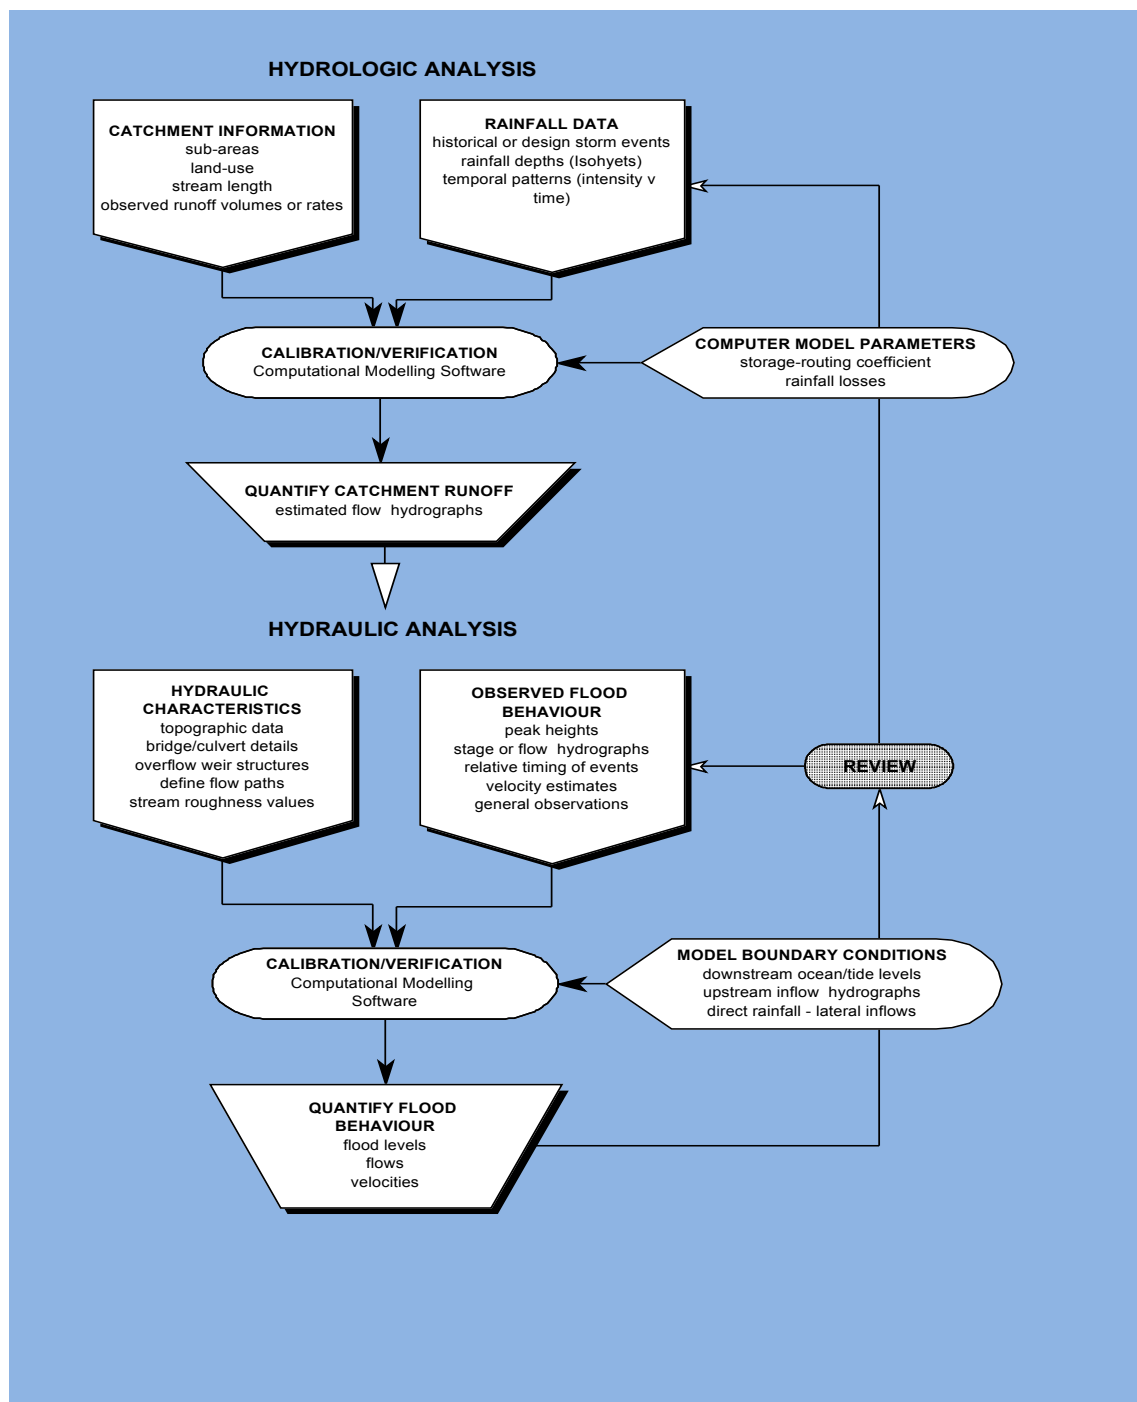 HYDROLOGIC ANALYSIS
CATCHMENT INFORMATION
sub-areas
land-use
stream length
observed runoff volumes or rates
RAINFALL DATA
historical or design storm events
rainfall depths (Isohyets)
temporal patterns (intensity v
time)
CALIBRATION/VERIFICATION
Computational Modelling Software
COMPUTER MODEL PARAMETERS
storage-routing coefficient
rainfall losses
QUANTIFY CATCHMENT RUNOFF
estimated flow hydrographs
HYDRAULIC ANALYSIS
HYDRAULIC
CHARACTERISTICS
topographic data
bridge/culvert details
overflow weir structures
define flow paths
stream roughness values
OBSERVED FLOOD
BEHAVIOUR
peak heights
stage or flow hydrographs
relative timing of events
velocity estimates
general observations
REVIEW
CALIBRATION/VERIFICATION
Computational Modelling
Software
MODEL BOUNDARY CONDITIONS
downstream ocean/tide levels
upstream inflow hydrographs
direct rainfall - lateral inflows
QUANTIFY FLOOD
BEHAVIOUR
flood levels
flows
velocities